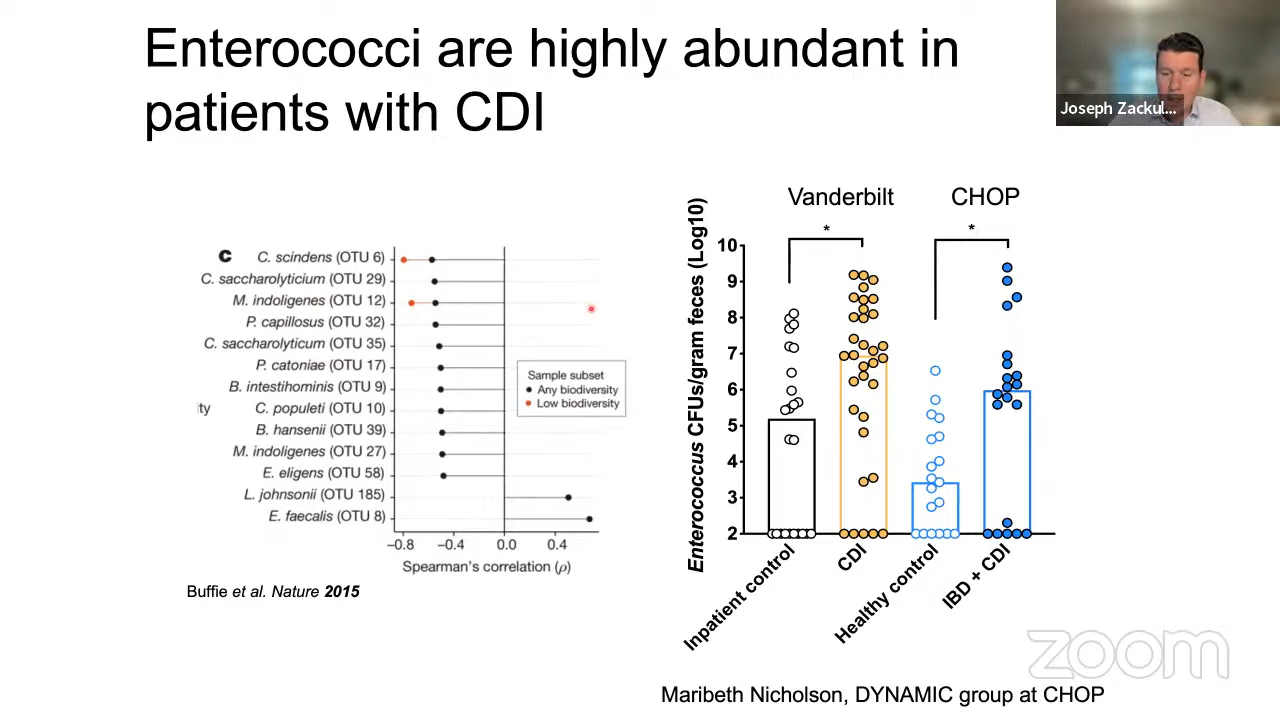 Enterococci are highly abundant in
patients with CDI
Joseph Zackul...
C
C. scindens (OTU 6)
C. saccharolyticum (OTU 29)
M. indoligenes (OTU 12)
P. capillosus (OTU 32)
C. saccharolyticum (OTU 35)
P. catoniae (OTU 17)
B. intestihominis (OTU 9)
ity
C. populeti (OTU 10)
B. hansenii (OTU 39)
M. indoligenes (OTU 27)
E. eligens (OTU 58)
L. johnsonii (OTU 185)
E. faecalis (OTU 8)
Sample subset
Any biodiversity
Low biodiversity
−0.8 −0.4 0.0 0.4
Spearman's correlation (ρ)
Buffie et al. Nature 2015
Vanderbilt CHOP
* *
Enterococcus CFUs/gram feces (Log10)
10
9
8
7
6
5
4
3
2
Inpatient control
CDI
Healthy control
IBD + CDI
zoom
Maribeth Nicholson, DYNAMIC group at CHOP